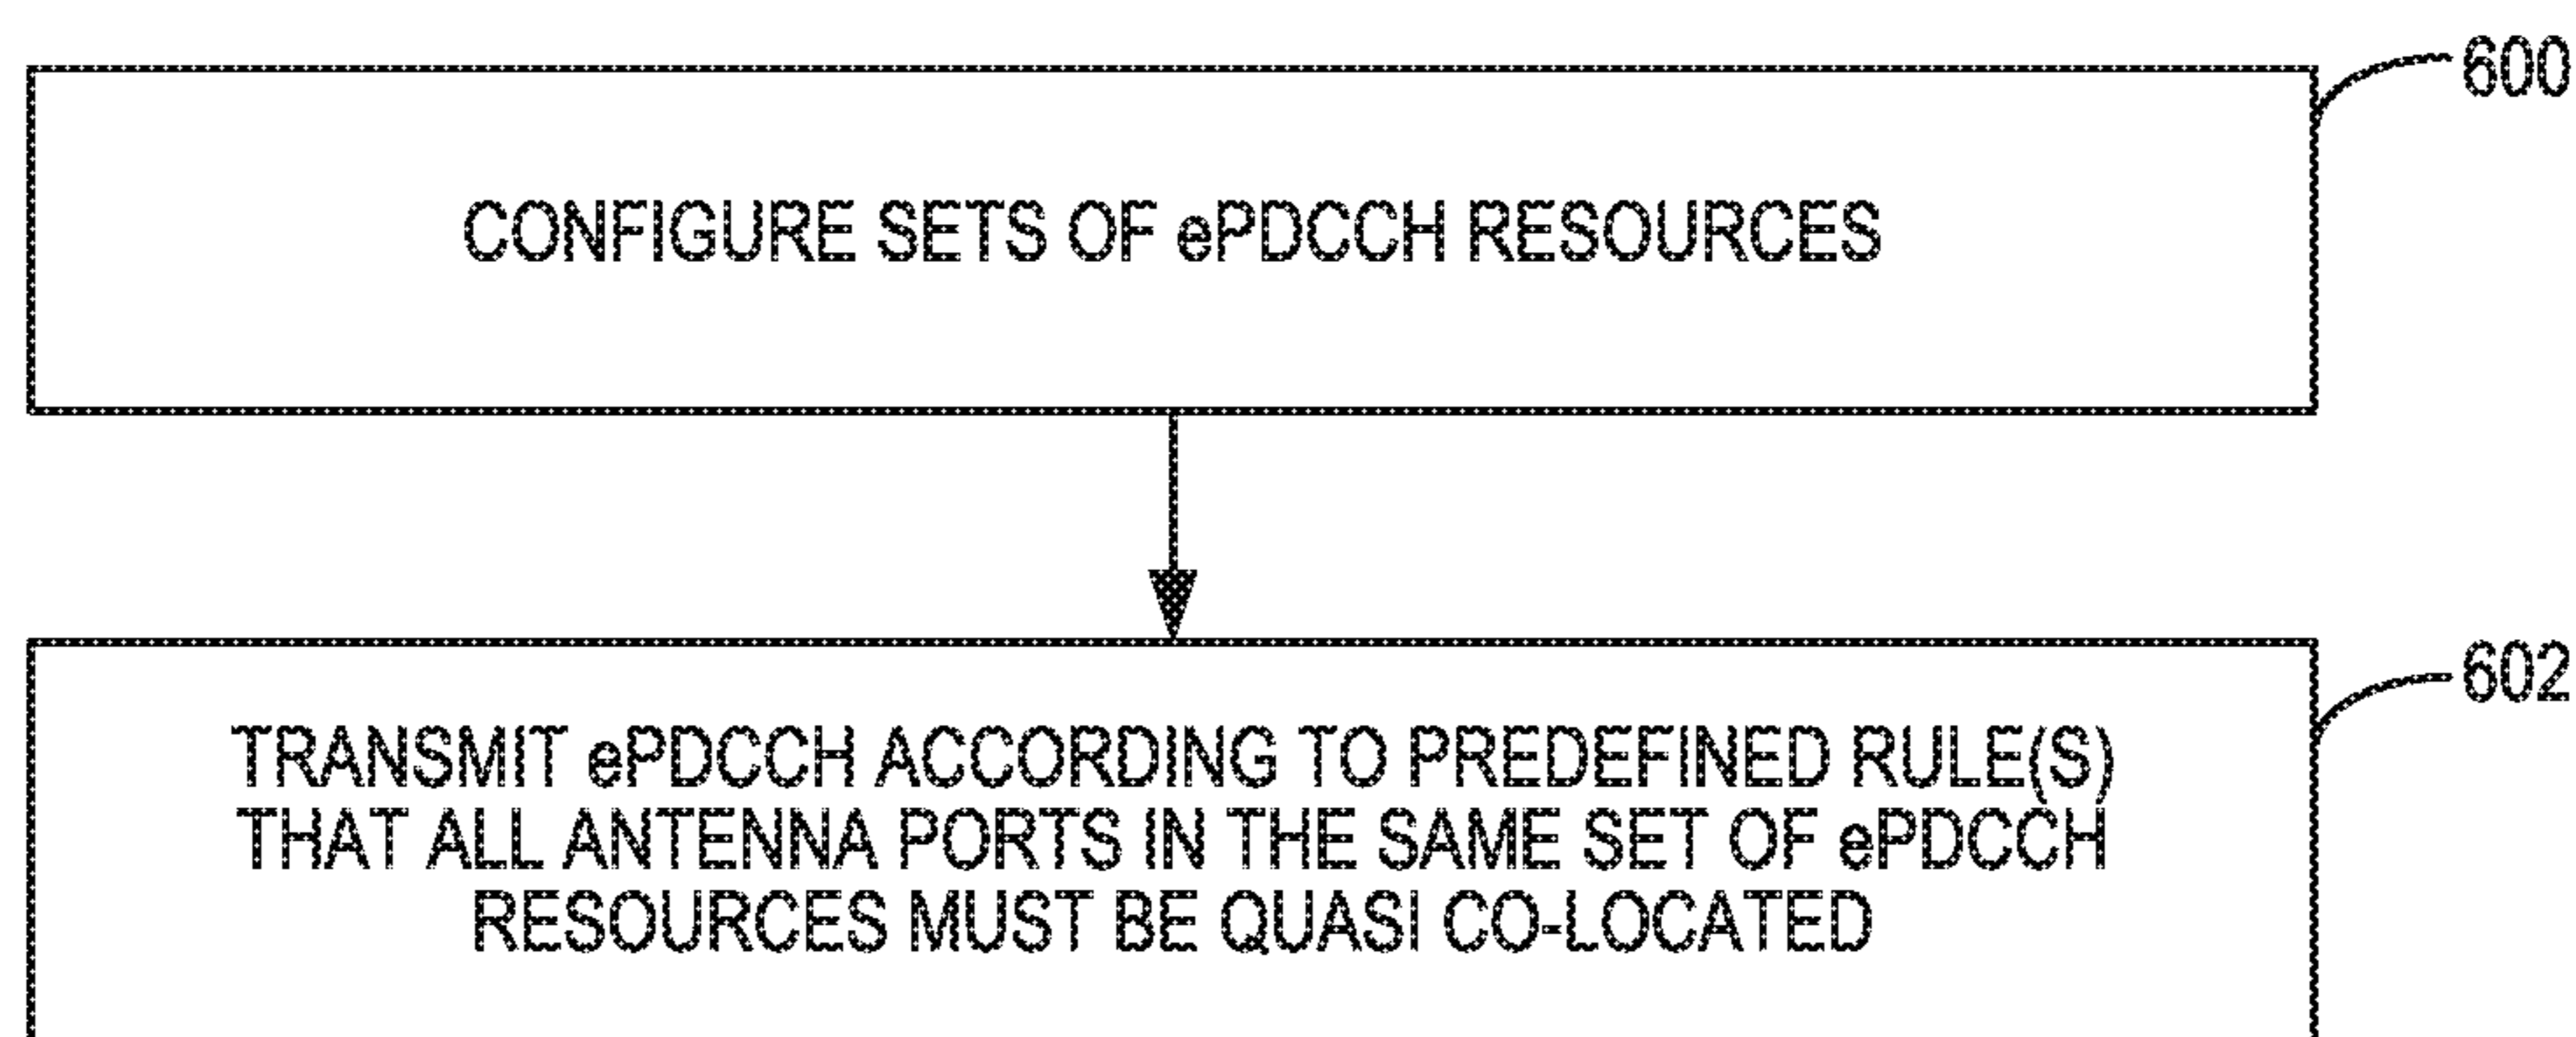 600
CONFIGURE SETS OF ePDCCH RESOURCES
602
TRANSMIT ePDCCH ACCORDING TO PREDEFINED RULE(S)
THAT ALL ANTENNA PORTS IN THE SAME SET OF ePDCCH
RESOURCES MUST BE QUASI CO-LOCATED